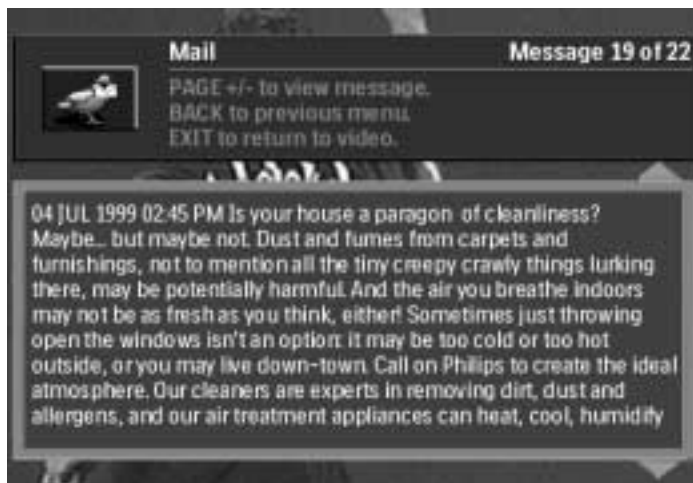 Mail
Message 19 of 22
PAGE +/- to view message.
BACK to previous menu.
EXIT to return to video.
04 JUL 1999 02:45 PM Is your house a paragon of cleanliness?
Maybe... but maybe not. Dust and fumes from carpets and
furnishings, not to mention all the tiny creepy crawly things lurking
there, may be potentially harmful. And the air you breathe indoors
may not be as fresh as you think, either! Sometimes just throwing
open the windows isn't an option: it may be too cold or too hot
outside, or you may live down-town. Call on Philips to create the ideal
atmosphere. Our cleaners are experts in removing dirt, dust and
allergens, and our air treatment appliances can heat, cool, humidify